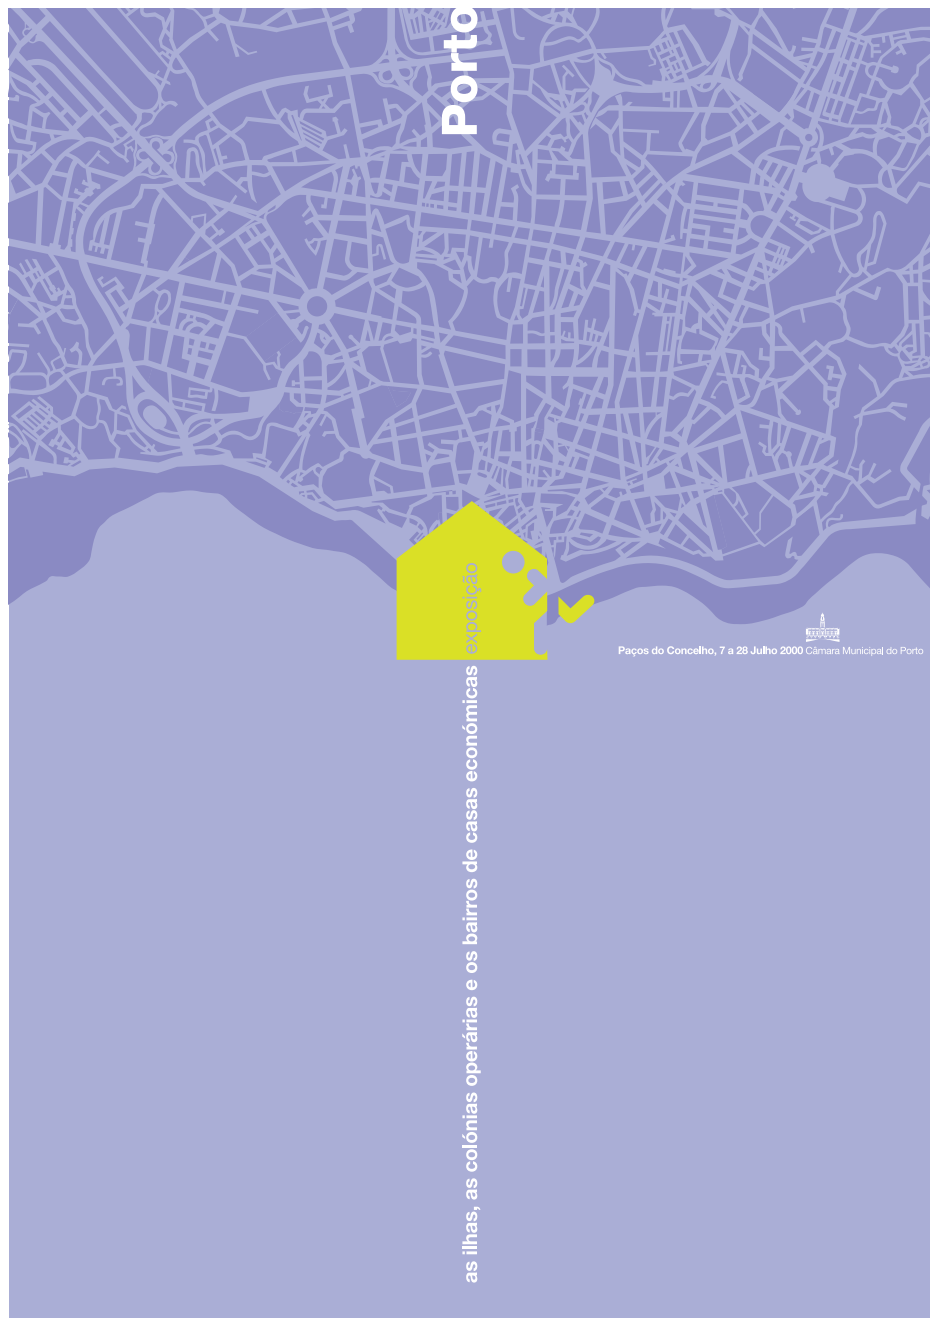 Porto
exposição
as ilhas, as colónias operárias e os bairros de casas económicas
Paços do Concelho, 7 a 28 Julho 2000 Câmara Municipal do Porto